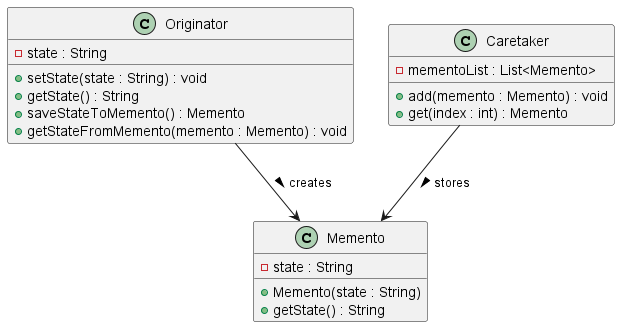 C Originator
state : String
setState(state : String) : void
getState() : String
saveStateToMemento() : Memento
getStateFromMemento(memento : Memento) : void
C Caretaker
mementoList : List<Memento>
add(memento : Memento) : void
get(index : int) : Memento
creates
stores
C Memento
state : String
Memento(state : String)
getState() : String